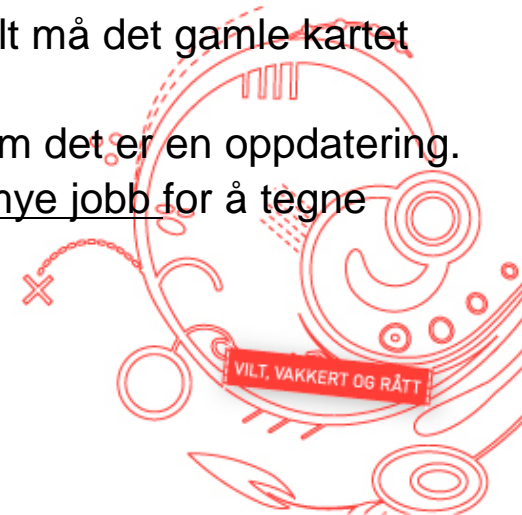 lt må det gamle kartet
m det er en oppdatering.
nye jobb for å tegne
VILT, VAKKERT OG RÅTT